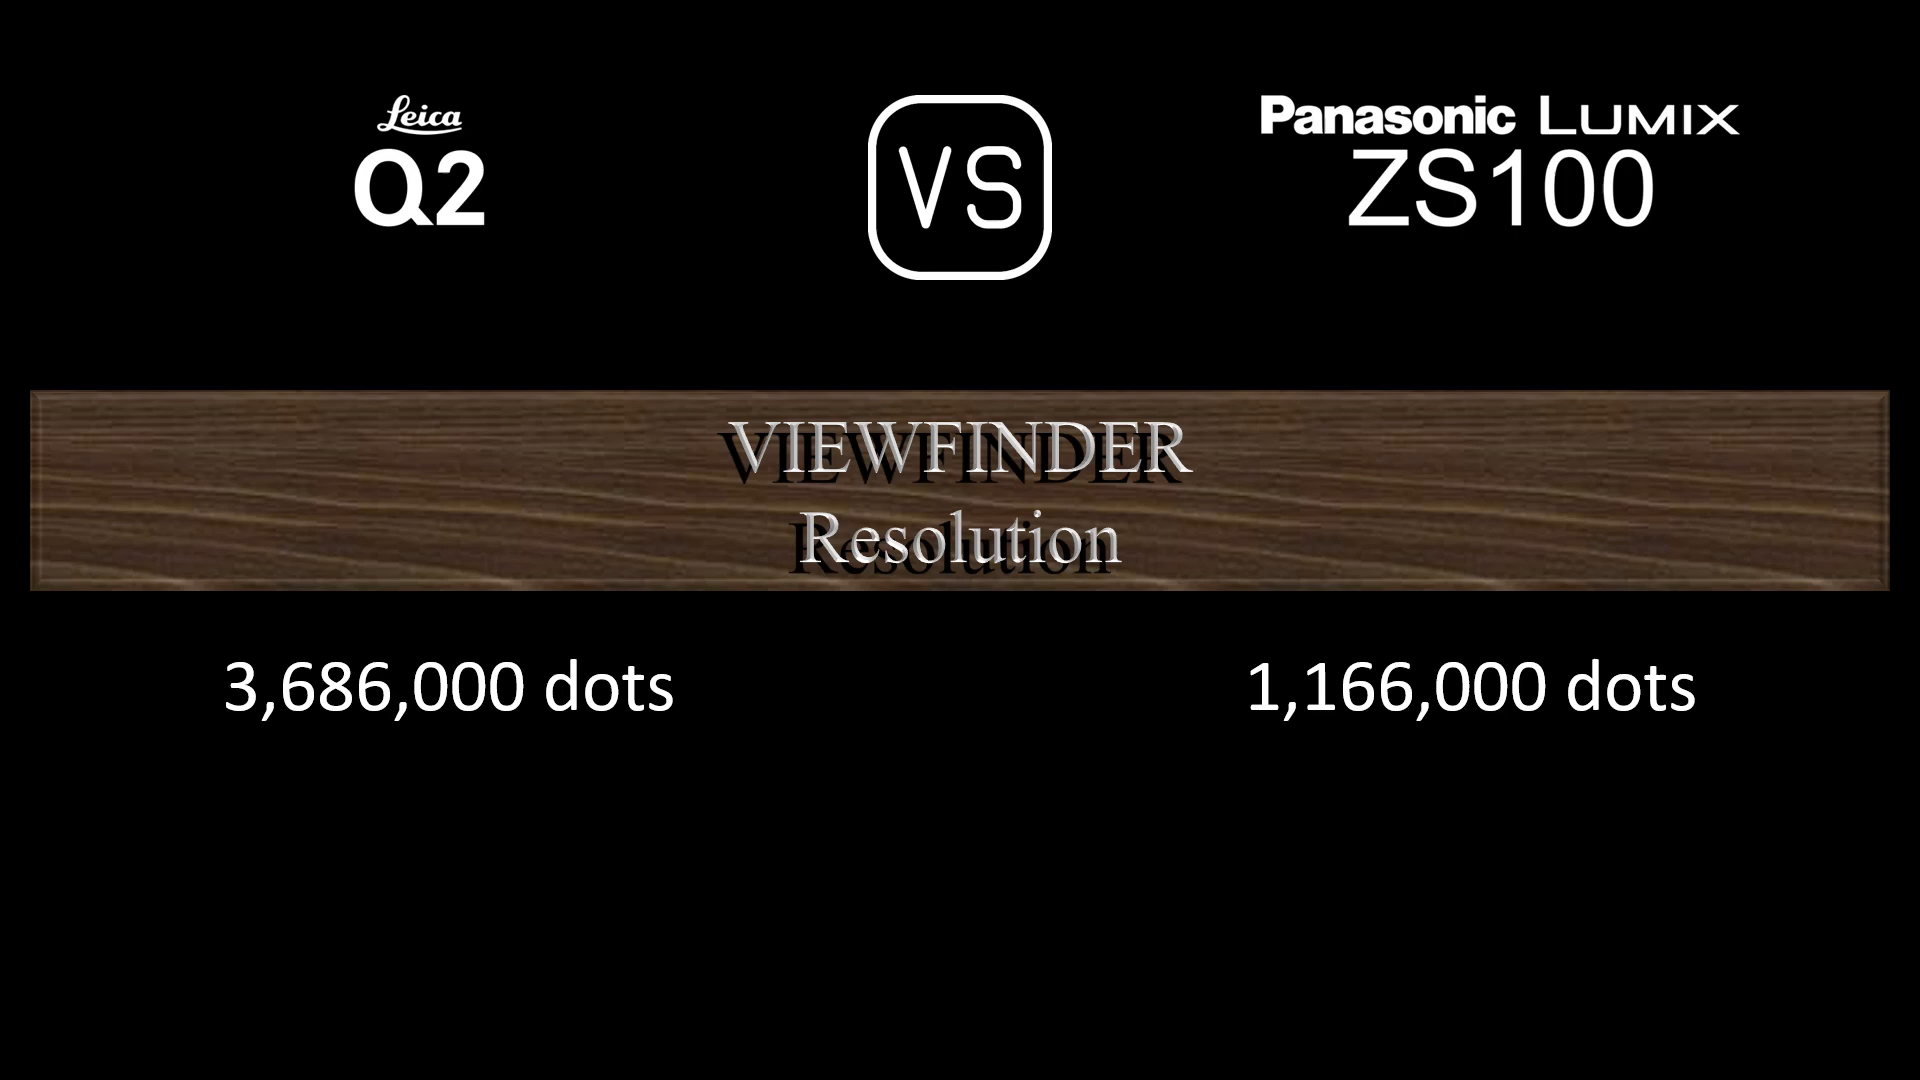 Leica
Q2
VS
Panasonic LUMIX
ZS100
VIEWFINDER
Resolution
3,686,000 dots
1,166,000 dots